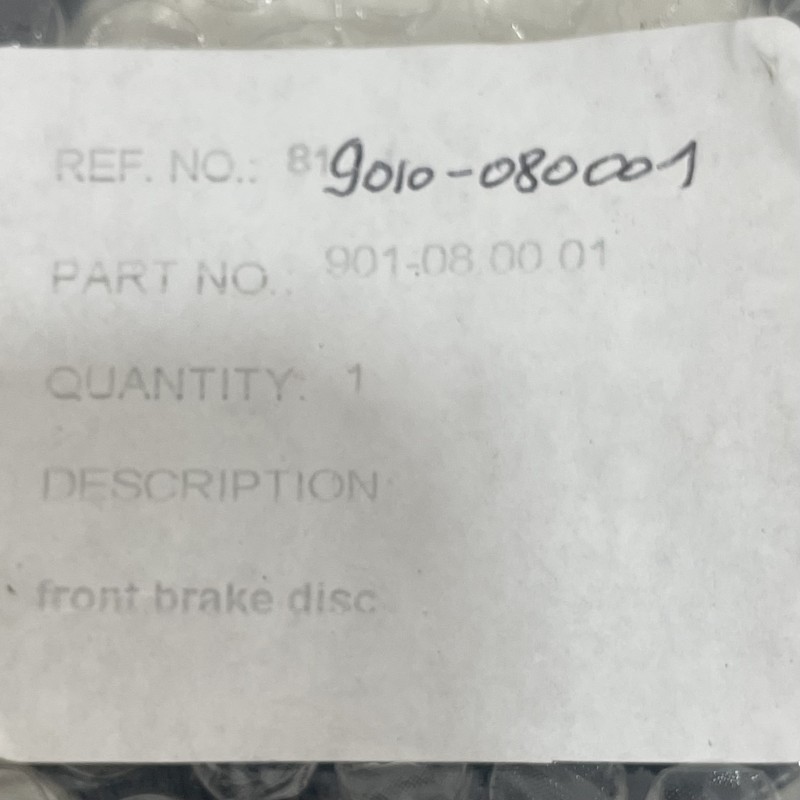 REF. NO.: 819010-080001
PART NO.: 901-08.00.01
QUANTITY: 1
DESCRIPTION
front brake disc